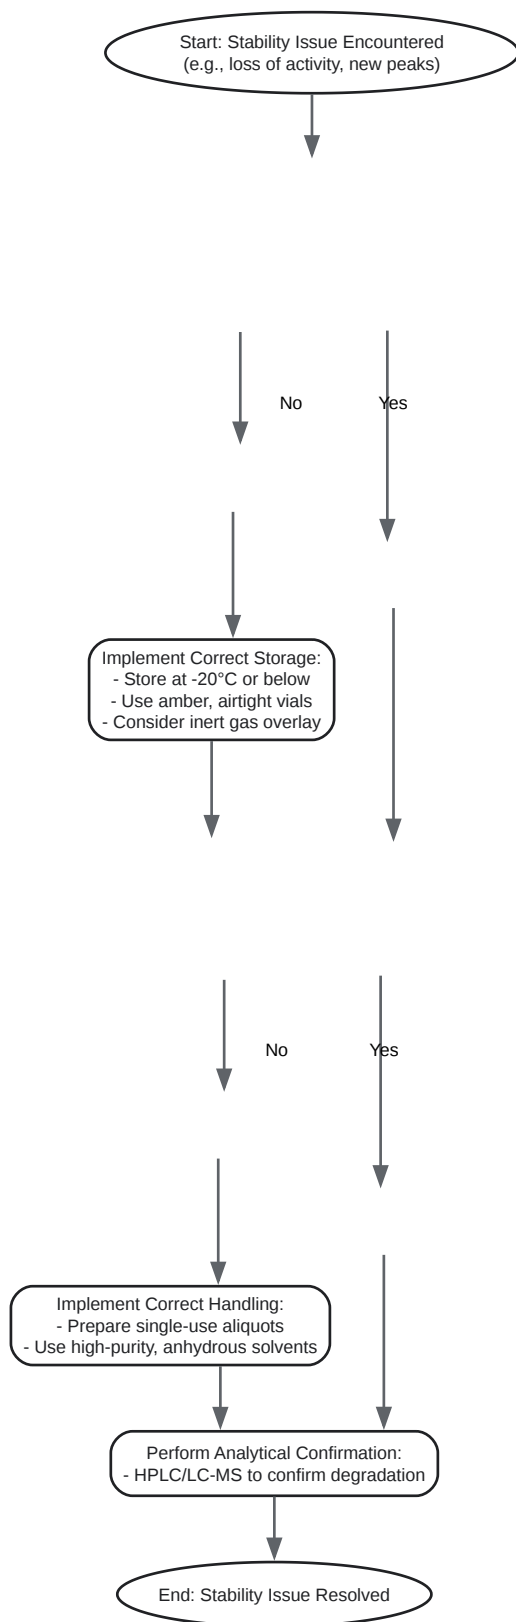 Start: Stability Issue Encountered
(e.g., loss of activity, new peaks)
No
Yes
Implement Correct Storage:
- Store at -20°C or below
- Use amber, airtight vials
- Consider inert gas overlay
No
Yes
Implement Correct Handling:
- Prepare single-use aliquots
- Use high-purity, anhydrous solvents
Perform Analytical Confirmation:
- HPLC/LC-MS to confirm degradation
End: Stability Issue Resolved